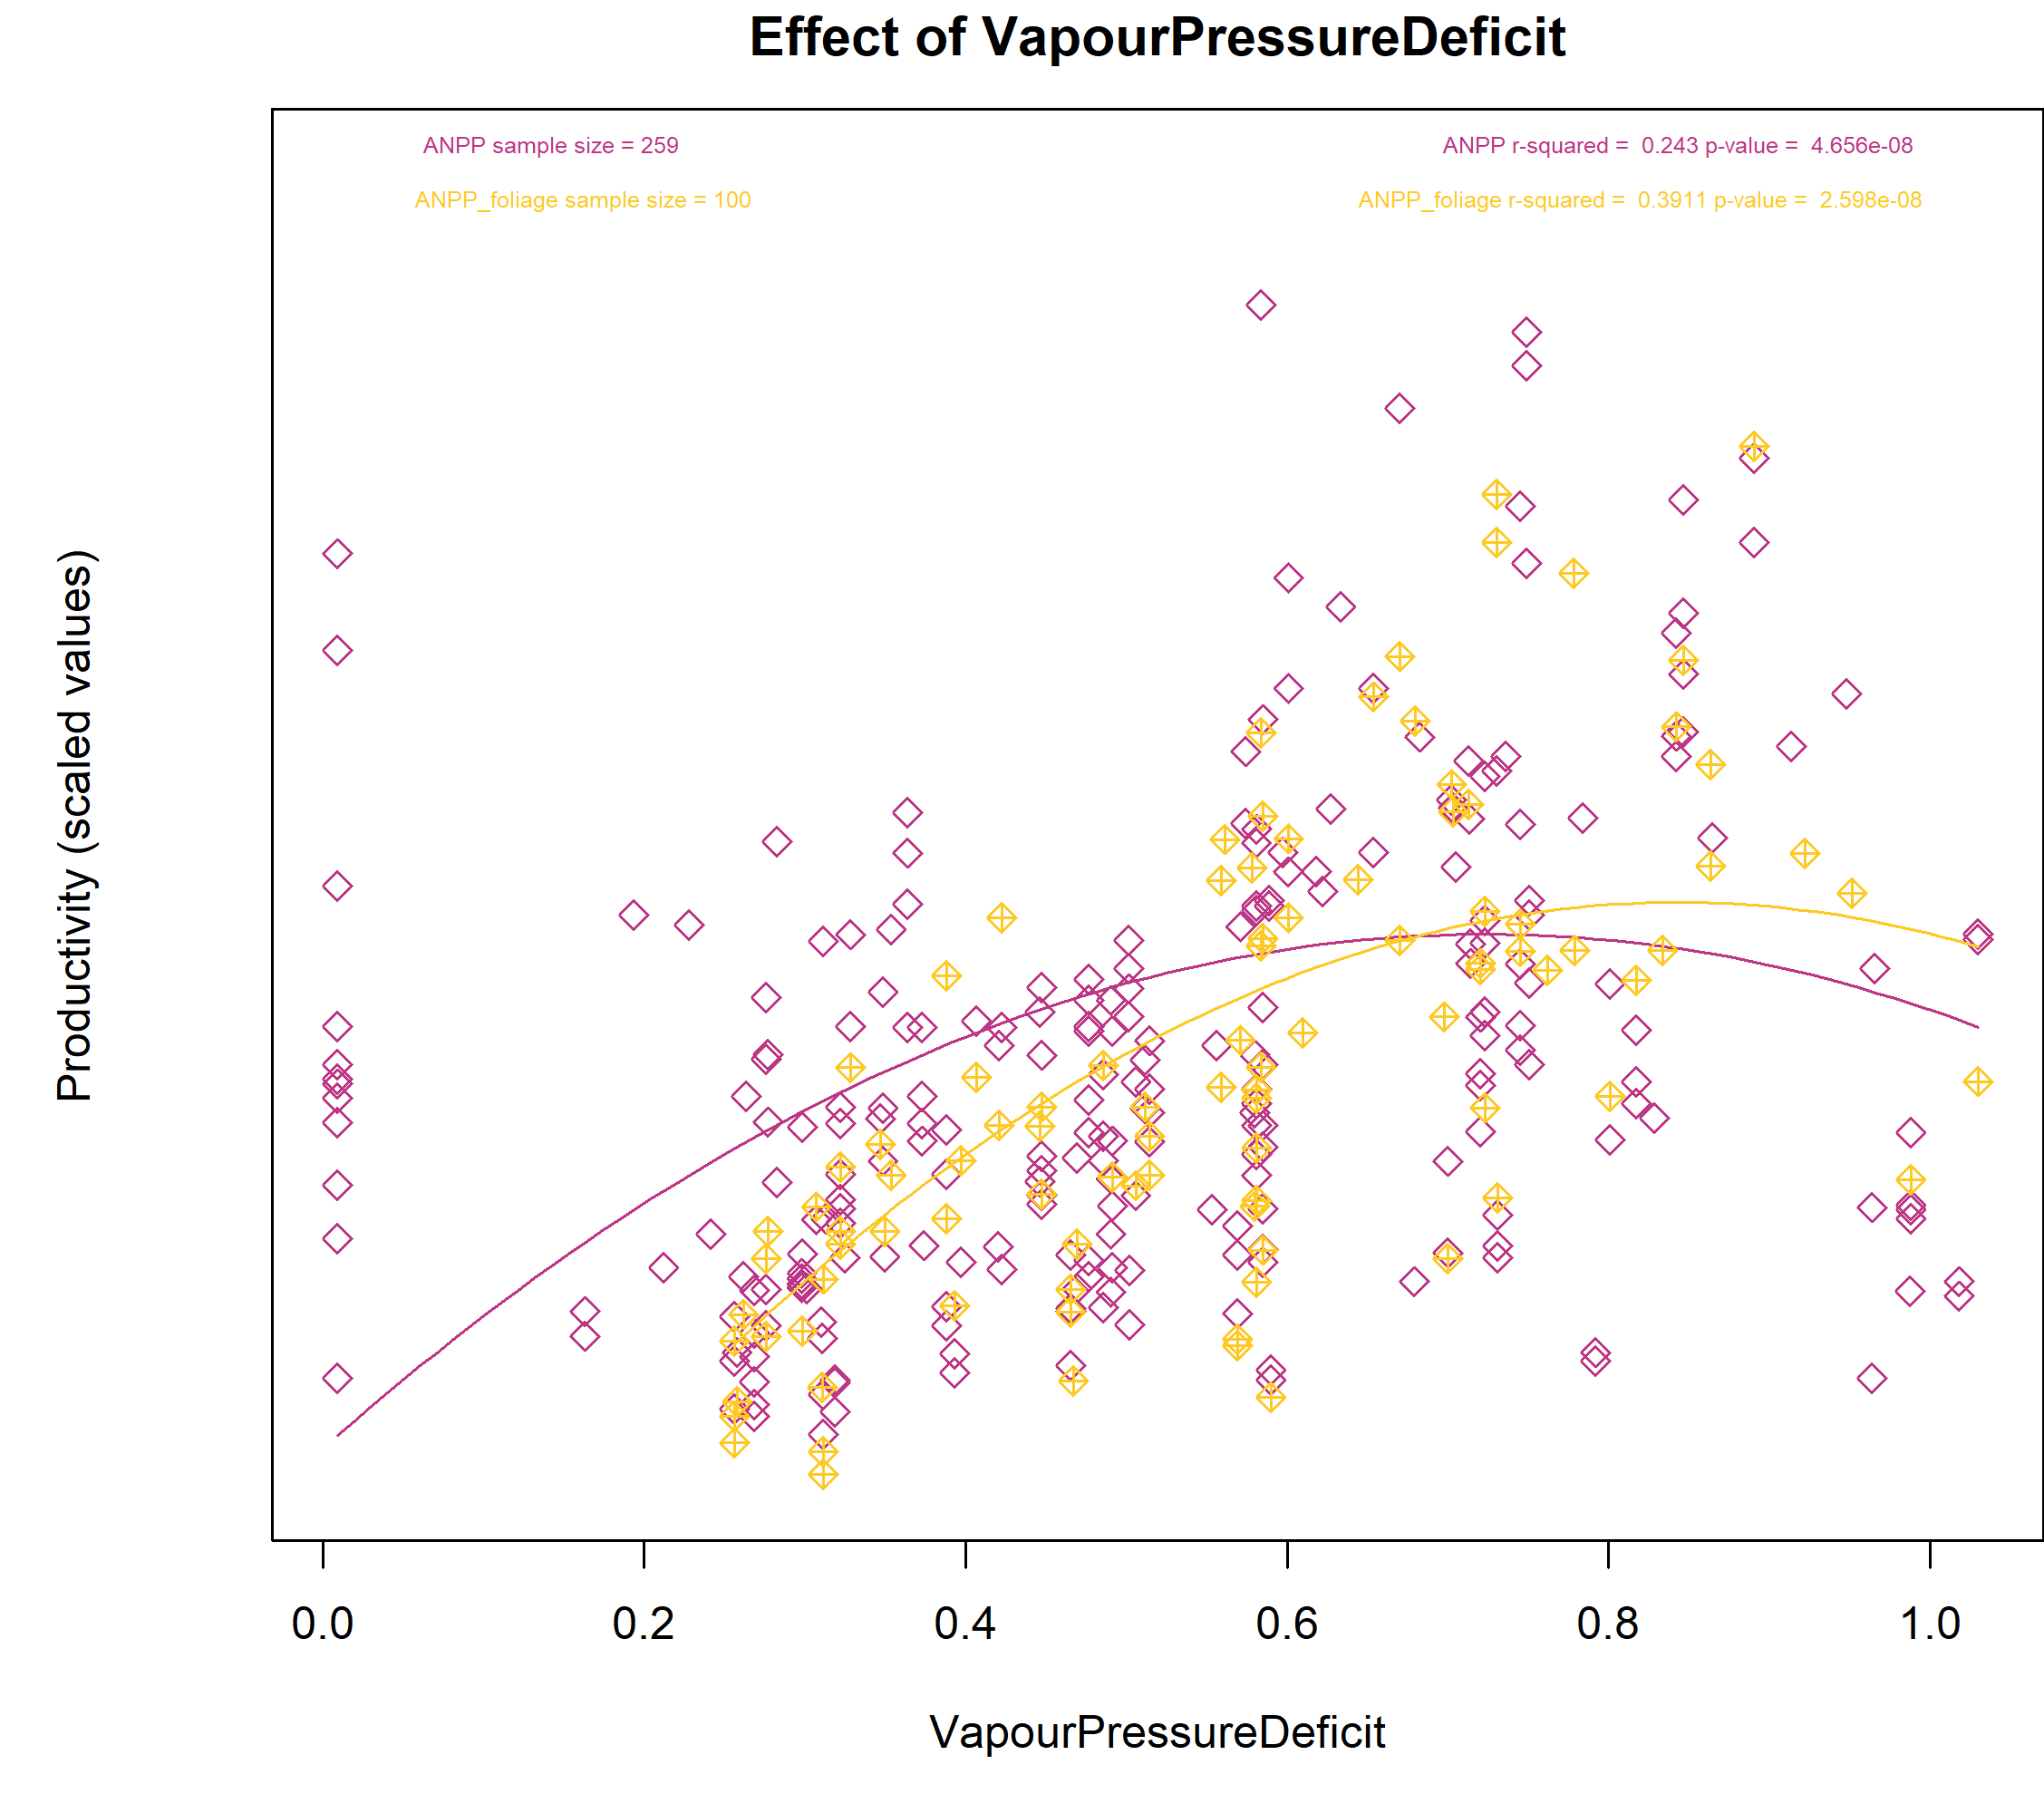 Effect of VapourPressureDeficit
ANPP sample size = 259
ANPP r-squared =  0.243 p-value =  4.656e-08
ANPP_foliage sample size = 100
ANPP_foliage r-squared =  0.3911 p-value =  2.598e-08
Productivity (scaled values)
0.0 0.2 0.4 0.6 0.8 1.0
VapourPressureDeficit